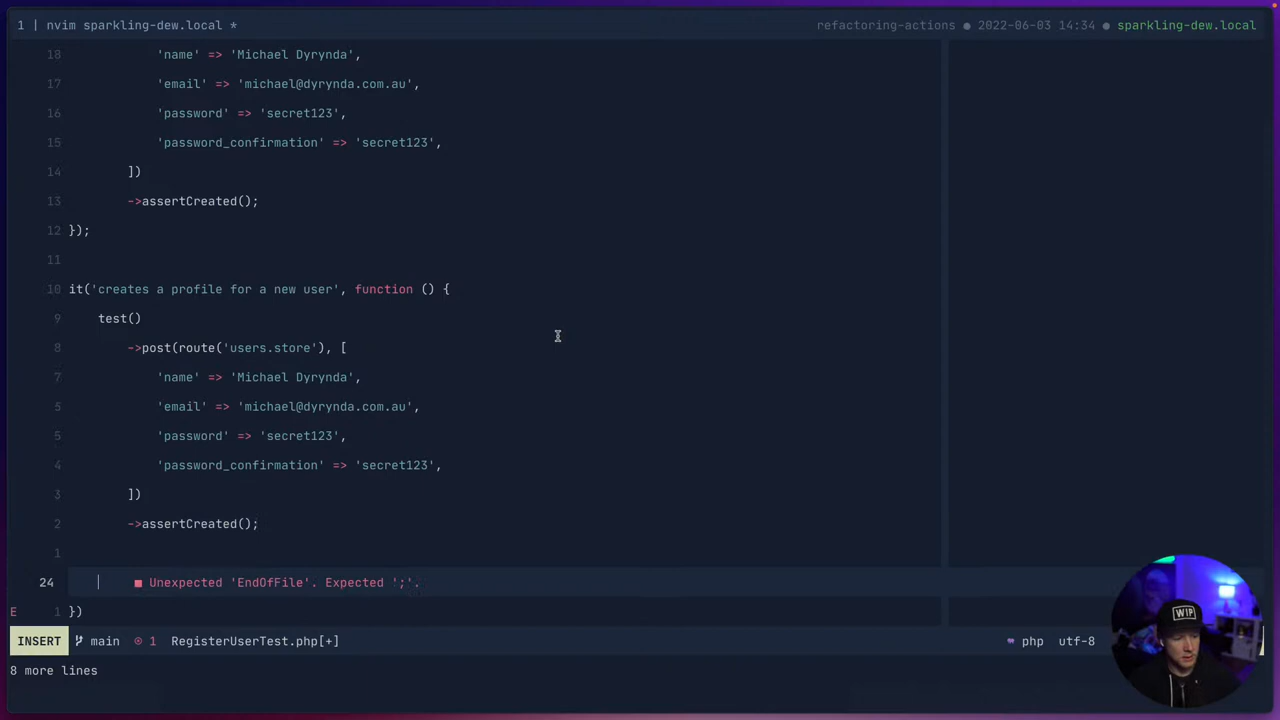 1 | nvim sparkling-dew.local * refactoring-actions ● 2022-06-03 14:34 ● sparkling-dew.local
18 'name' => 'Michael Dyrynda',
17 'email' => 'michael@dyrynda.com.au',
16 'password' => 'secret123',
15 'password_confirmation' => 'secret123',
14 ])
13 ->assertCreated();
12 });
11
10 it('creates a profile for a new user', function () {
9 test()
8 ->post(route('users.store'), [
7 'name' => 'Michael Dyrynda',
5 'email' => 'michael@dyrynda.com.au',
5 'password' => 'secret123',
4 'password_confirmation' => 'secret123',
3 ])
2 ->assertCreated();
1
24 ■ Unexpected 'EndOfFile'. Expected ';'.
E 1 })
INSERT main 1 RegisterUserTest.php[+] php utf-8
8 more lines
WIP